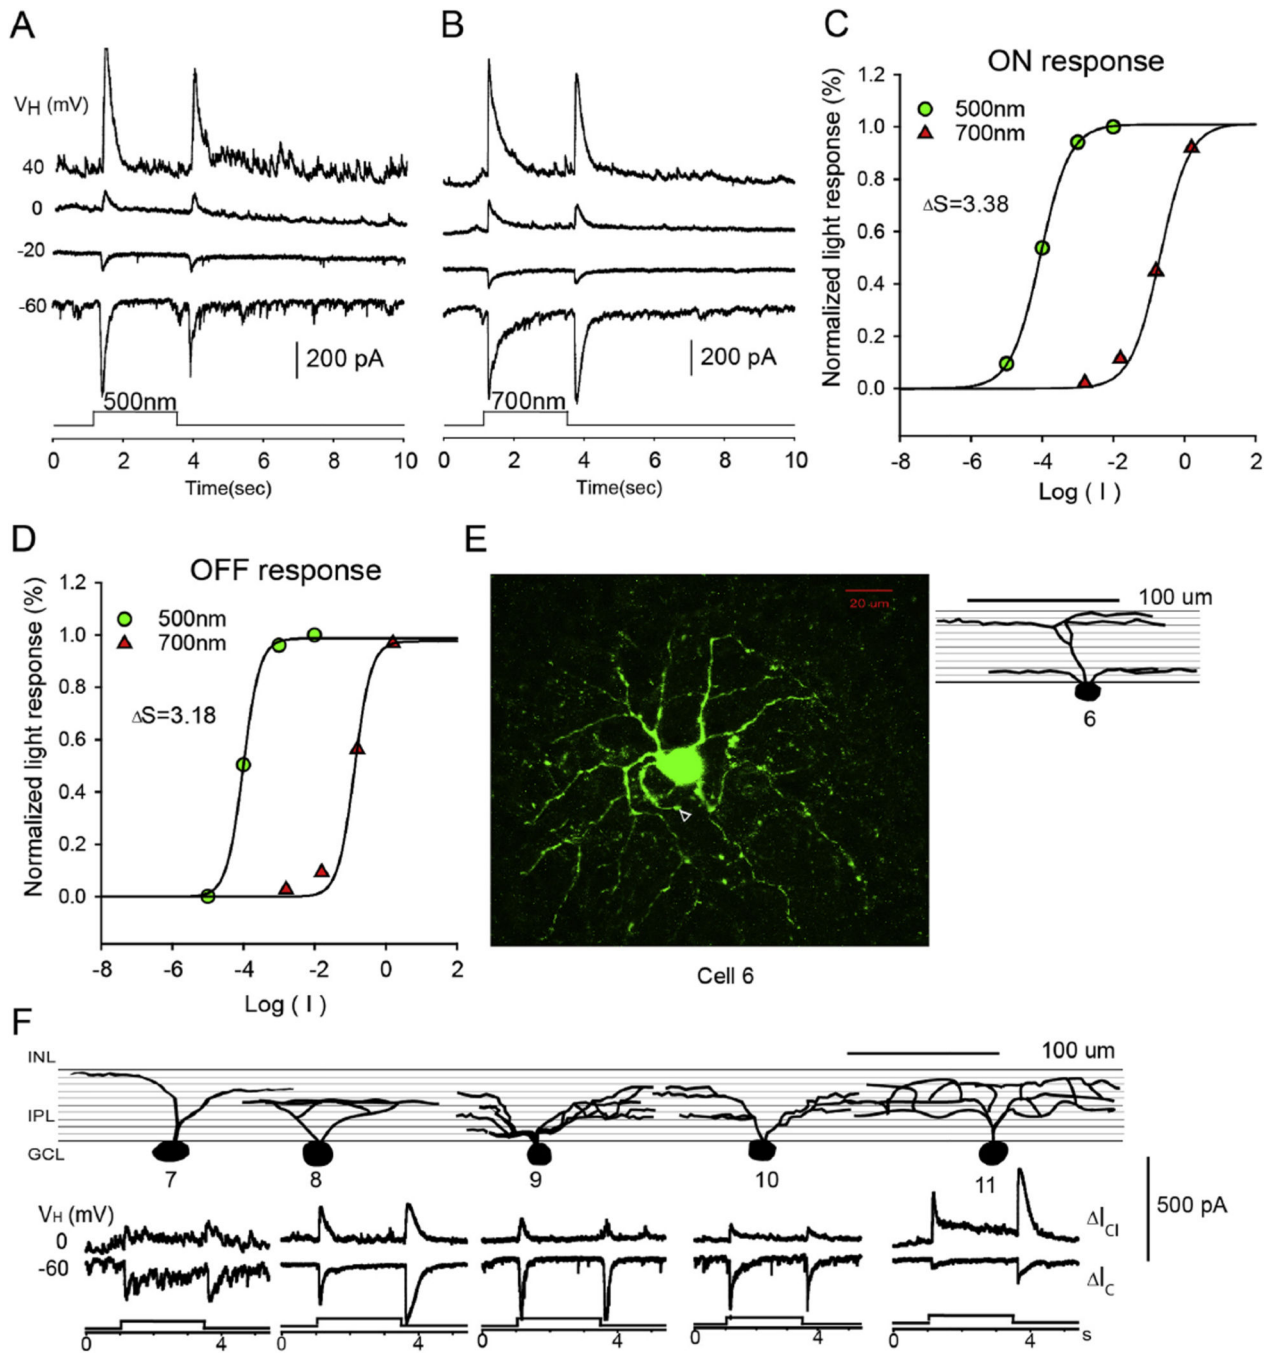 A
B
C
VH (mV)
40
0
-20
-60
200 pA
500nm
0 2 4 6 8 10
Time(sec)
200 pA
700nm
0 2 4 6 8 10
Time(sec)
ON response
Normalized light response (%)
1.2
1.0
0.8
0.6
0.4
0.2
0.0
500nm
700nm
ΔS=3.38
-8 -6 -4 -2 0 2
Log ( I )
D
OFF response
Normalized light response (%)
1.2
1.0
0.8
0.6
0.4
0.2
0.0
500nm
700nm
ΔS=3.18
-8 -6 -4 -2 0 2
Log ( I )
E
20 um
Cell 6
100 um
6
F
INL
IPL
GCL
100 um
7 8 9 10 11
VH (mV)
0
-60
ΔICI
ΔIC
500 pA
0 4 0 4 0 4 0 4 0 4 s